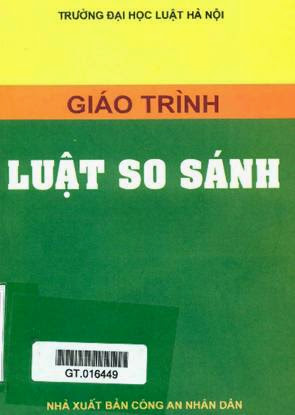 TRƯỜNG ĐẠI HỌC LUẬT HÀ NỘI
GIÁO TRÌNH
LUẬT SO SÁNH
GT.016449
NHÀ XUẤT BẢN CÔNG AN NHÂN DÂN